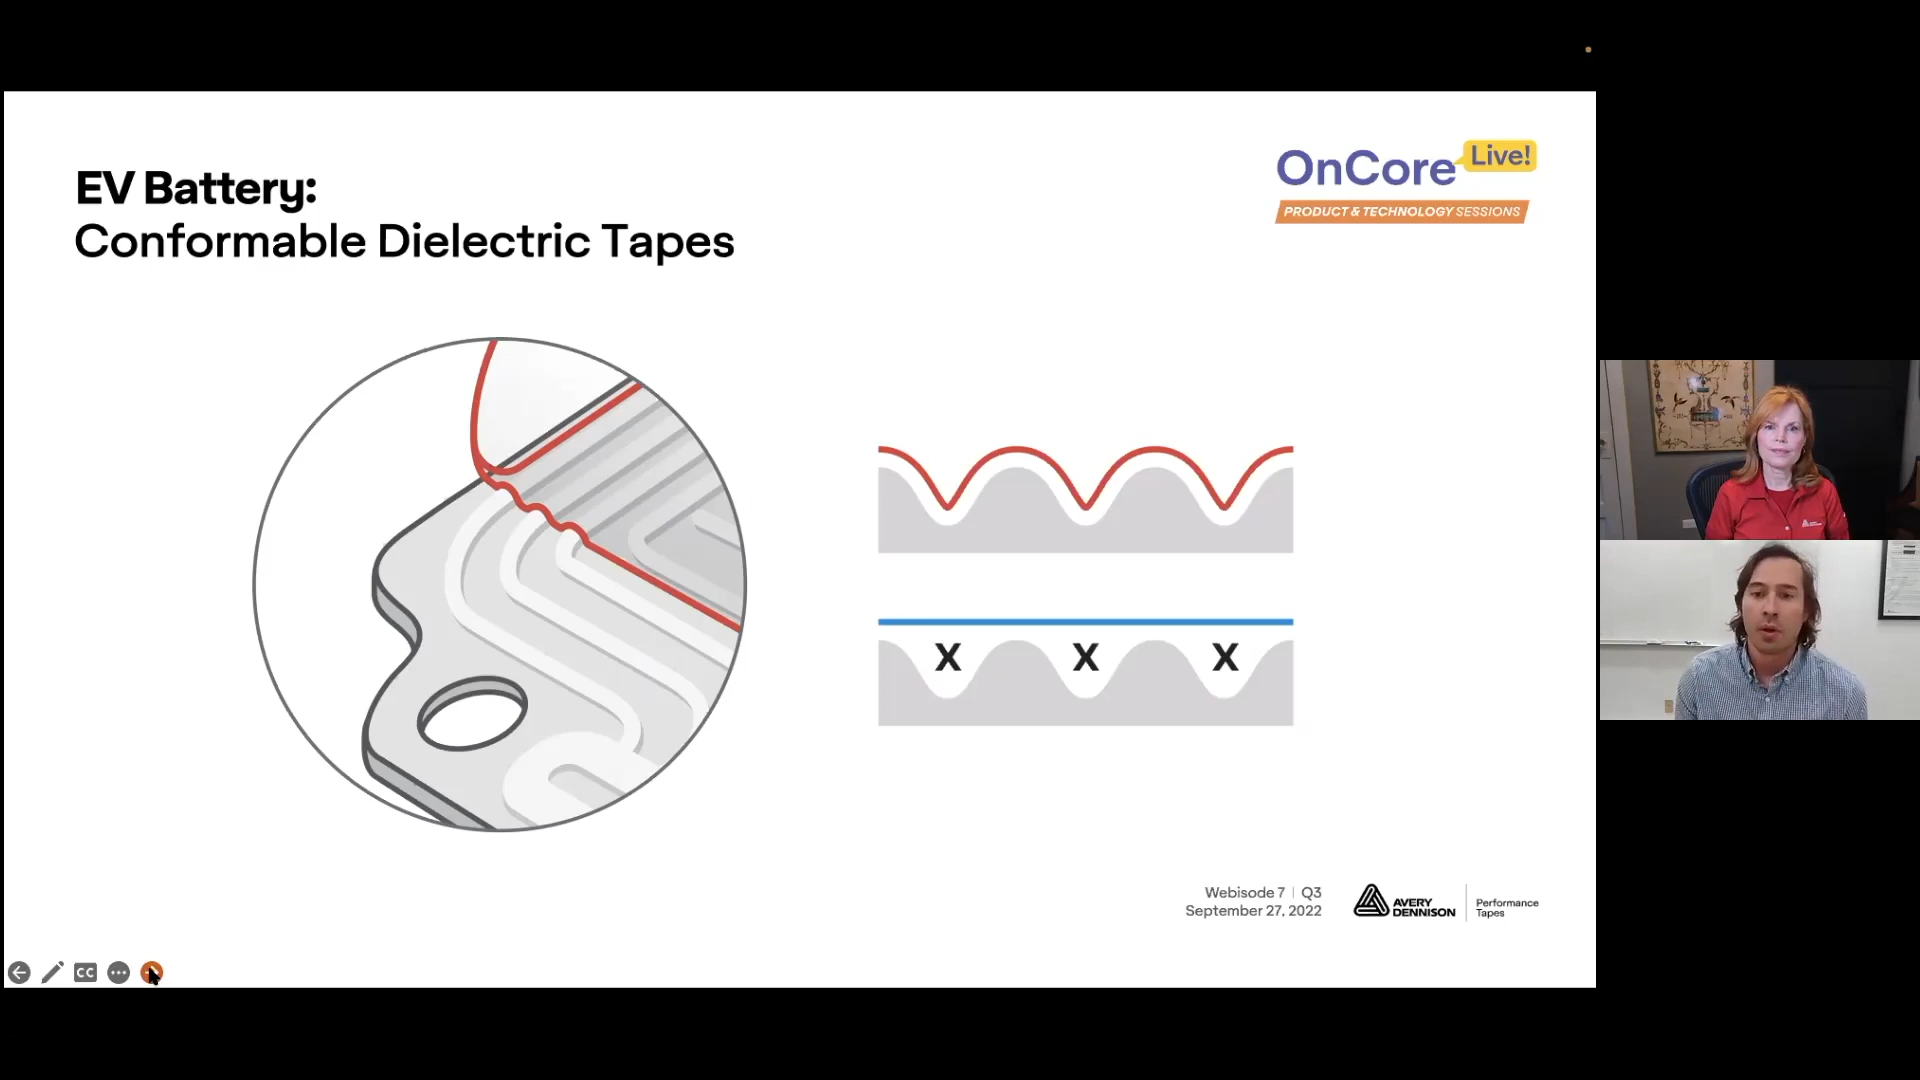 EV Battery:
Conformable Dielectric Tapes
OnCore Live!
PRODUCT & TECHNOLOGY SESSIONS
X X X
Webisode 7 | Q3
September 27, 2022
AVERY
DENNISON
Performance
Tapes
CC